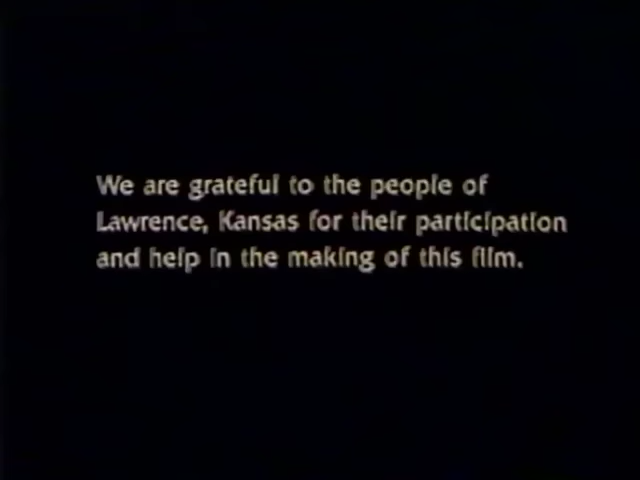 We are grateful to the people of
Lawrence, Kansas for their participation
and help in the making of this film.